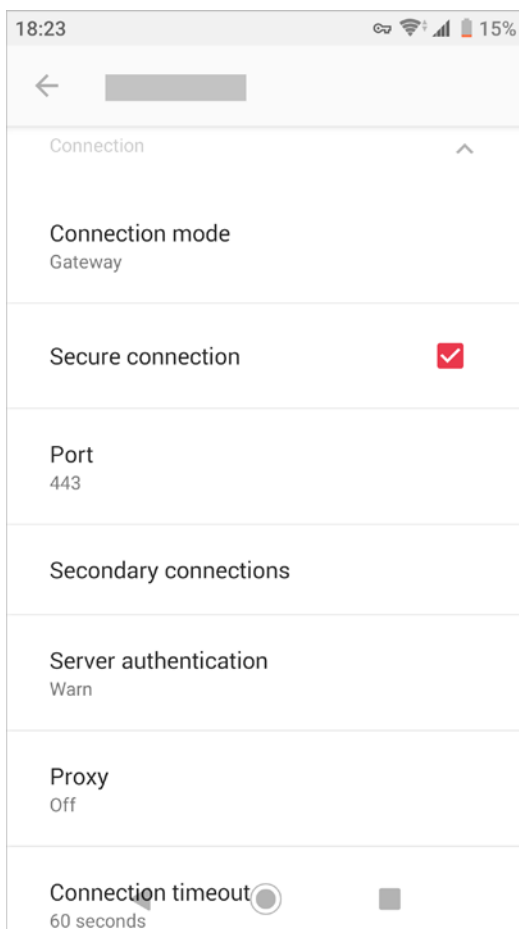 18:23 15%
Connection
Connection mode
Gateway
Secure connection
Port
443
Secondary connections
Server authentication
Warn
Proxy
Off
Connection timeout
60 seconds